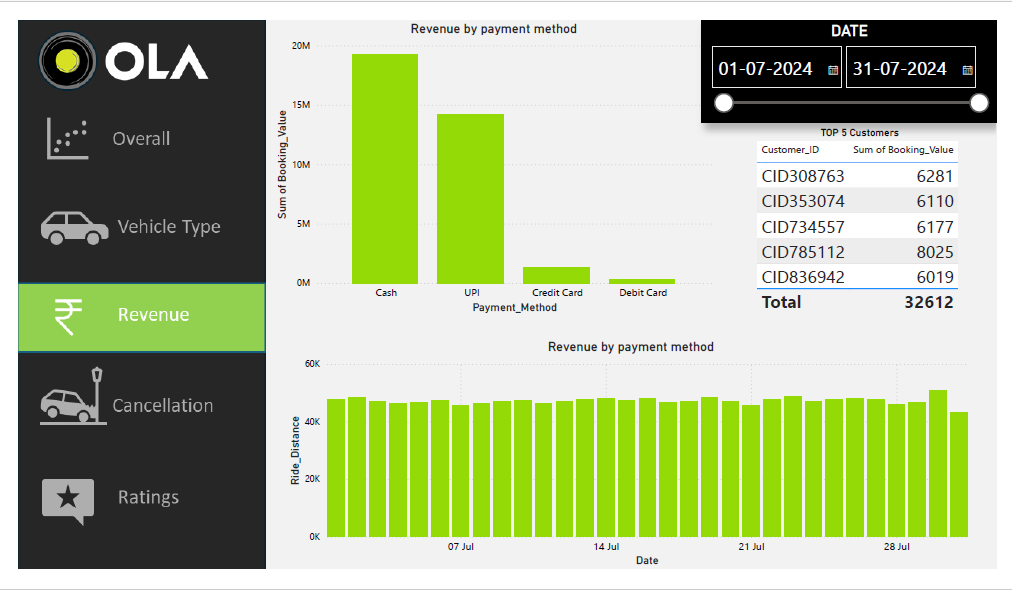 OLA
Overall
Vehicle Type
Revenue
Cancellation
Ratings
Revenue by payment method
Sum of Booking_Value
20M
15M
10M
5M
0M
Cash UPI Credit Card Debit Card
Payment_Method
DATE
01-07-2024 31-07-2024
TOP 5 Customers
Customer_ID Sum of Booking_Value
CID308763 6281
CID353074 6110
CID734557 6177
CID785112 8025
CID836942 6019
Total 32612
Revenue by payment method
Ride_Distance
60K
40K
20K
0K
07 Jul 14 Jul 21 Jul 28 Jul
Date